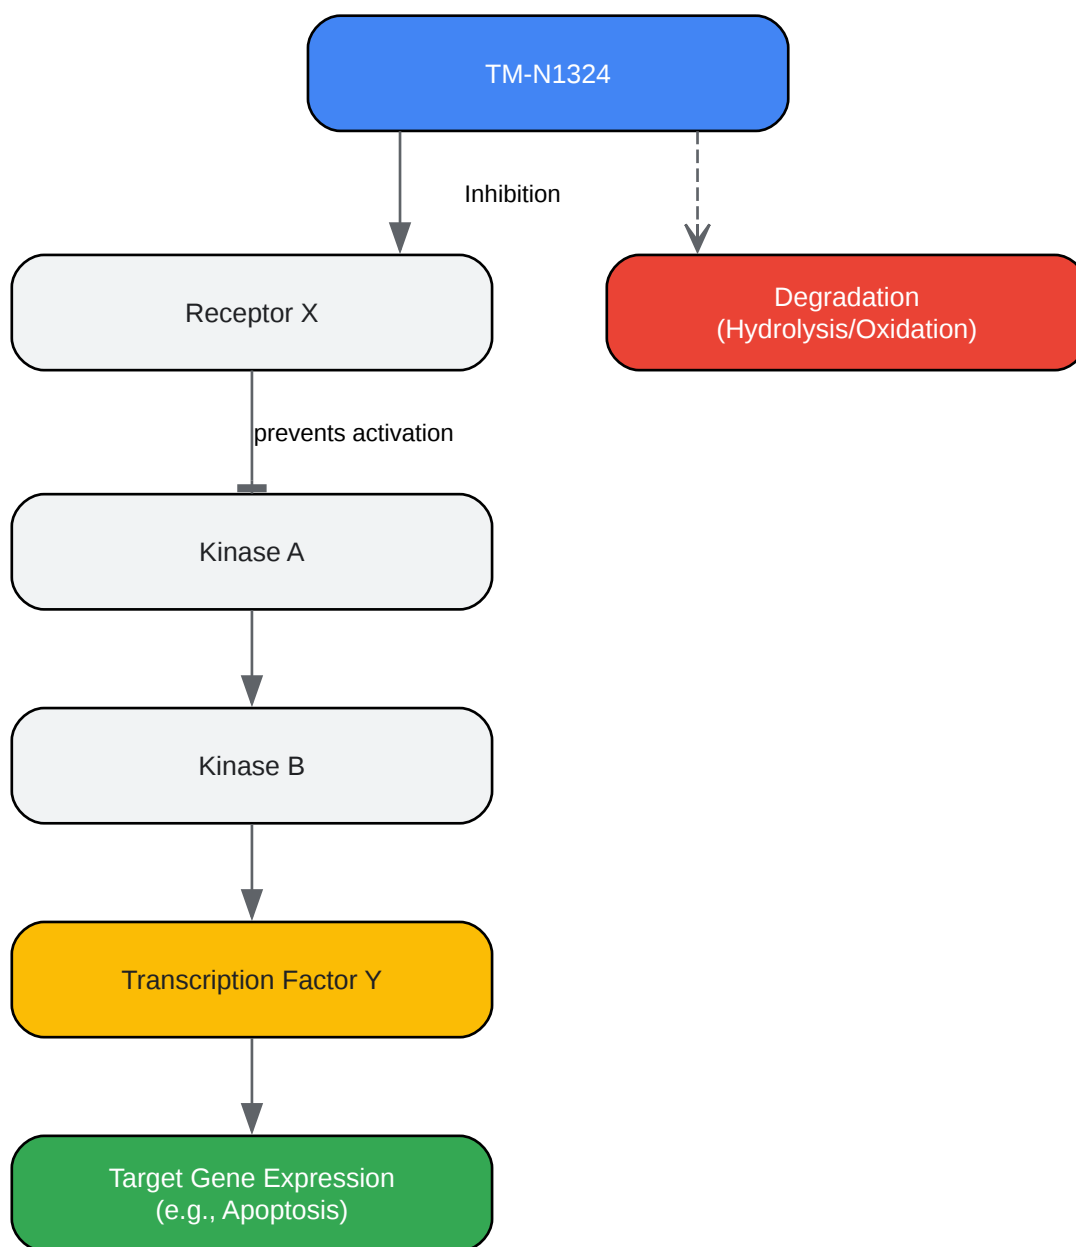 TM-N1324
Inhibition
Receptor X
Degradation
(Hydrolysis/Oxidation)
prevents activation
Kinase A
Kinase B
Transcription Factor Y
Target Gene Expression
(e.g., Apoptosis)